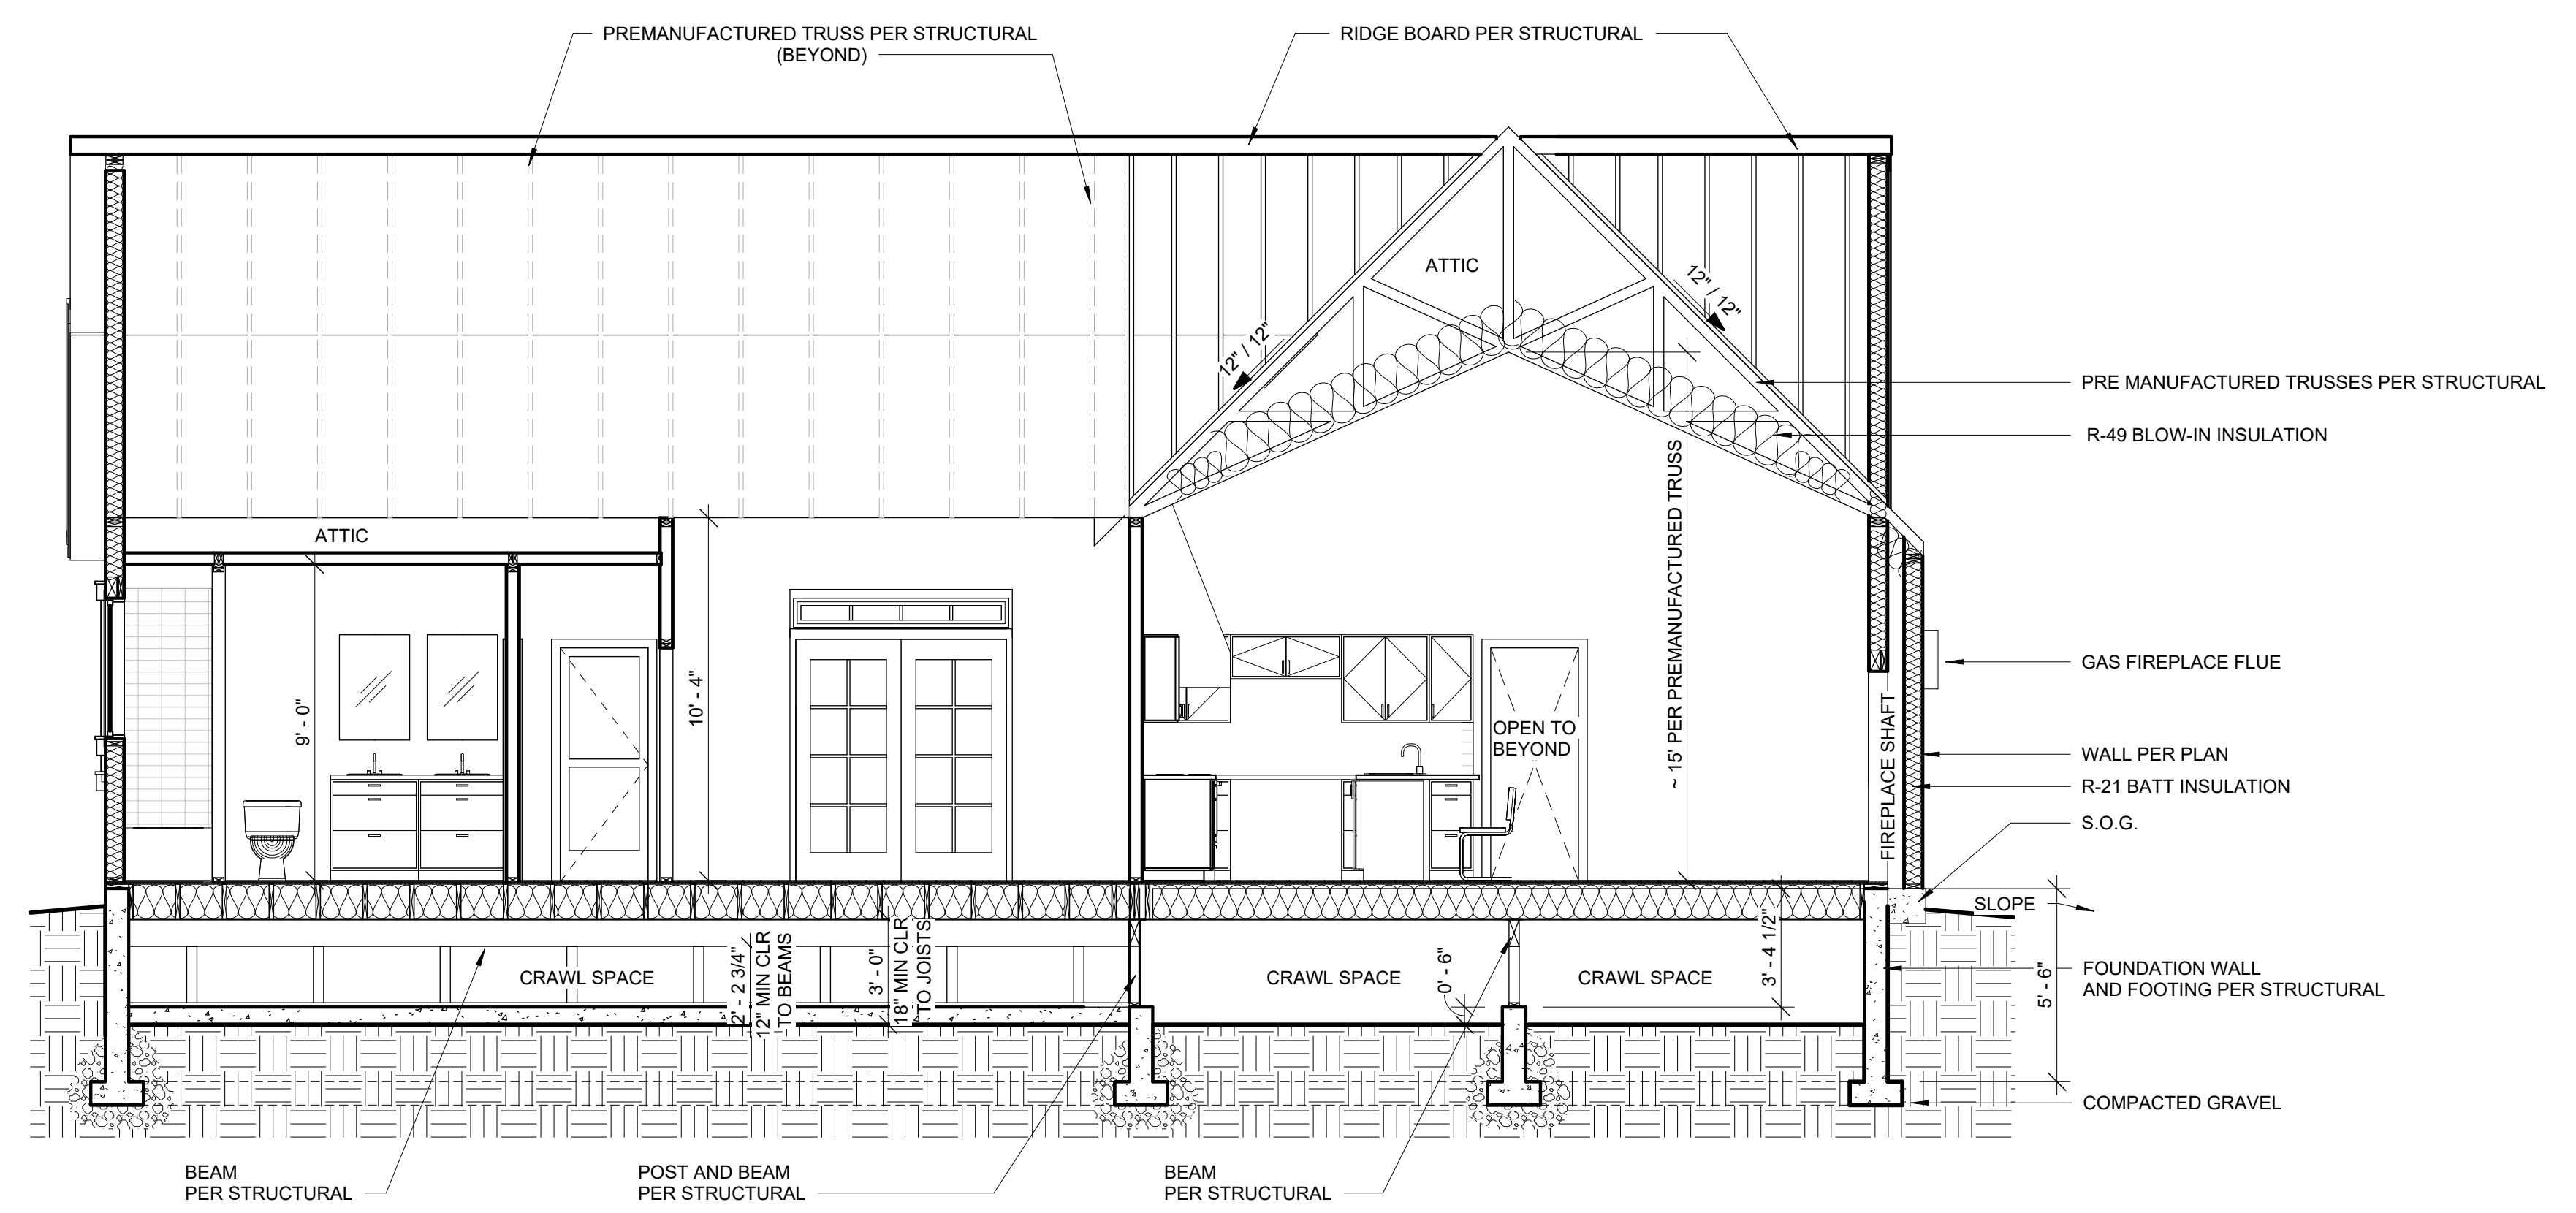 PREMANUFACTURED TRUSS PER STRUCTURAL
(BEYOND)
RIDGE BOARD PER STRUCTURAL
ATTIC
12" / 12"
12" / 12"
PRE MANUFACTURED TRUSSES PER STRUCTURAL
R-49 BLOW-IN INSULATION
ATTIC
9' - 0"
10' - 4"
~ 15' PER PREMANUFACTURED TRUSS
OPEN TO
BEYOND
FIREPLACE SHAFT
GAS FIREPLACE FLUE
WALL PER PLAN
R-21 BATT INSULATION
S.O.G.
SLOPE
CRAWL SPACE
2' - 2 3/4"
12" MIN CLR
TO BEAMS
3' - 0"
18" MIN CLR
TO JOISTS
CRAWL SPACE
0' - 6"
CRAWL SPACE
3' - 4 1/2"
5' - 6"
FOUNDATION WALL
AND FOOTING PER STRUCTURAL
COMPACTED GRAVEL
BEAM
PER STRUCTURAL
POST AND BEAM
PER STRUCTURAL
BEAM
PER STRUCTURAL